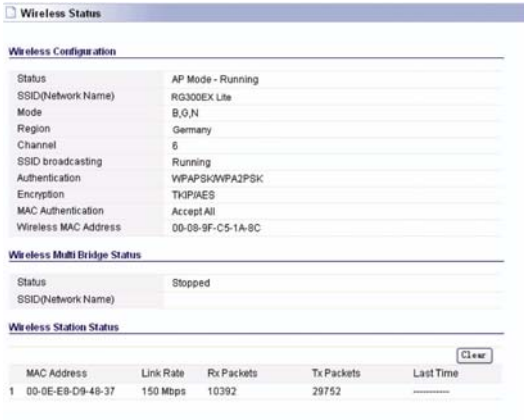 Wireless Status
Wireless Configuration
Status AP Mode - Running
SSID(Network Name) RG300EX Lite
Mode B,G,N
Region Germany
Channel 6
SSID broadcasting Running
Authentication WPAPSK/WPA2PSK
Encryption TKIP/AES
MAC Authentication Accept All
Wireless MAC Address 00-08-9F-C5-1A-8C
Wireless Multi Bridge Status
Status Stopped
SSID(Network Name)
Wireless Station Status
Clear
MAC Address Link Rate Rx Packets Tx Packets Last Time
1 00-0E-E8-D9-48-37 150 Mbps 10392 29752 ----------